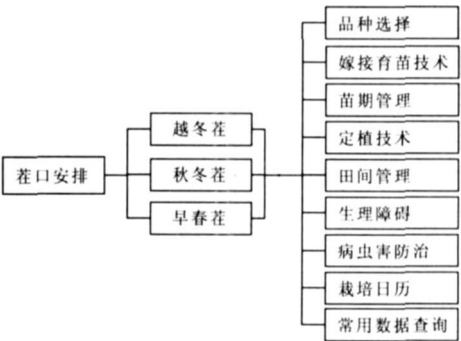 茬口安排
越冬茬
秋冬茬
早春茬
品种选择
嫁接育苗技术
苗期管理
定植技术
田间管理
生理障碍
病虫害防治
栽培日历
常用数据查询